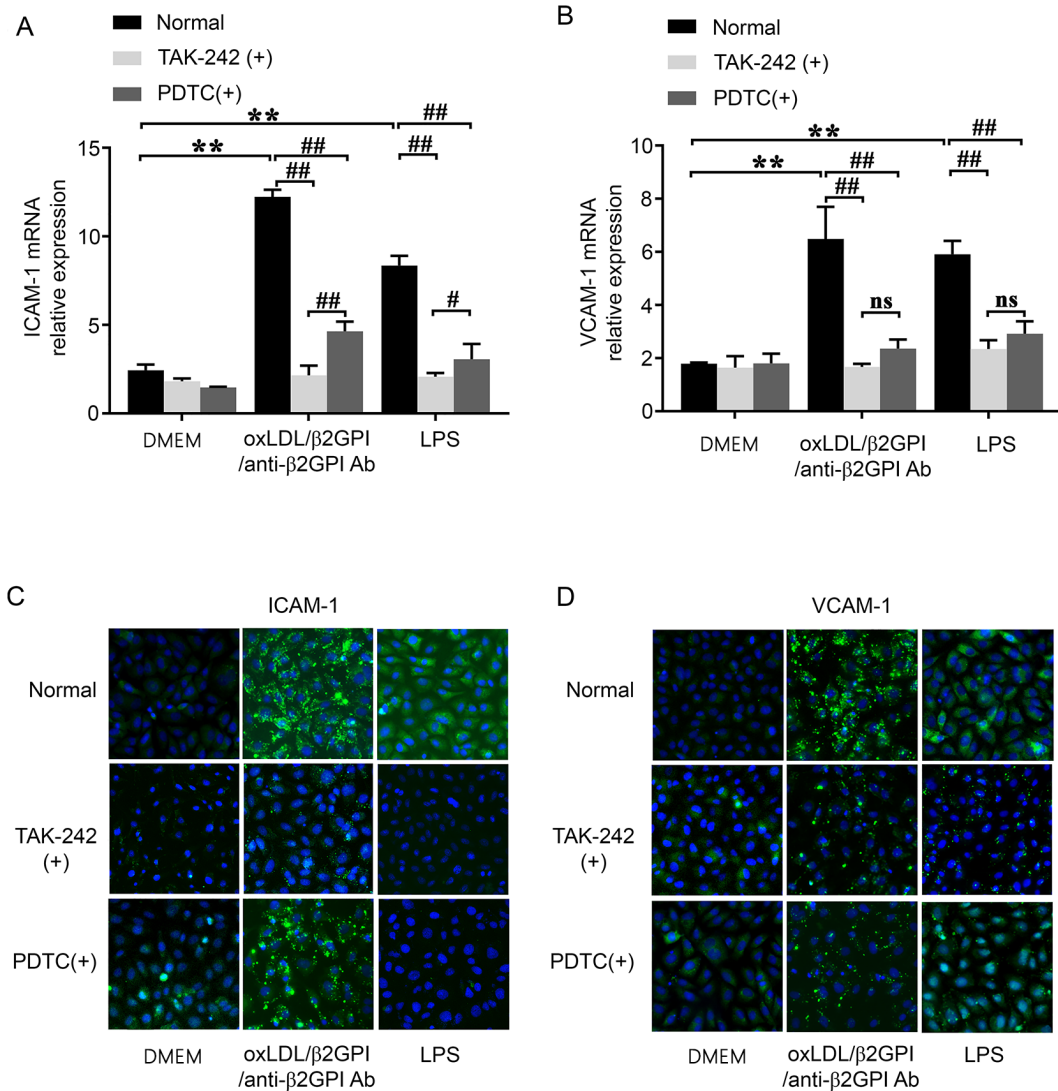 A
Normal
TAK-242 (+)
PDTC(+)
**
##
**
##
##
##
##
#
15
10
5
0
ICAM-1 mRNA
relative expression
DMEM
oxLDL/β2GPI
/anti-β2GPI Ab
LPS
B
Normal
TAK-242 (+)
PDTC(+)
**
##
**
##
##
##
ns
ns
10
8
6
4
2
0
VCAM-1 mRNA
relative expression
DMEM
oxLDL/β2GPI
/anti-β2GPI Ab
LPS
C
ICAM-1
Normal
TAK-242
(+)
PDTC(+)
DMEM
oxLDL/β2GPI
/anti-β2GPI Ab
LPS
D
VCAM-1
Normal
TAK-242
(+)
PDTC(+)
DMEM
oxLDL/β2GPI
/anti-β2GPI Ab
LPS